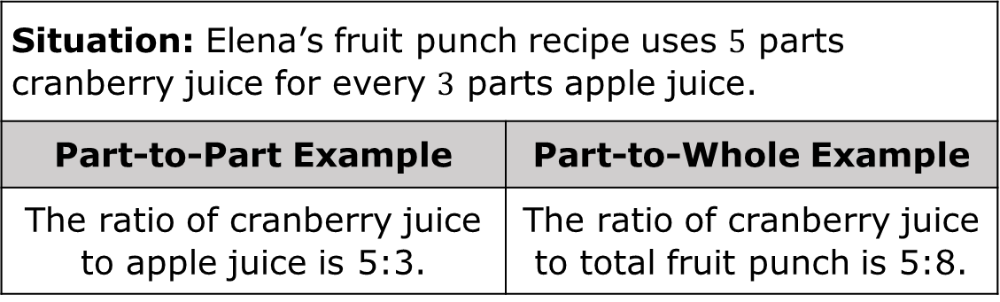 Situation: Elena’s fruit punch recipe uses 5 parts
cranberry juice for every 3 parts apple juice.
Part-to-Part Example
Part-to-Whole Example
The ratio of cranberry juice
to apple juice is 5:3.
The ratio of cranberry juice
to total fruit punch is 5:8.